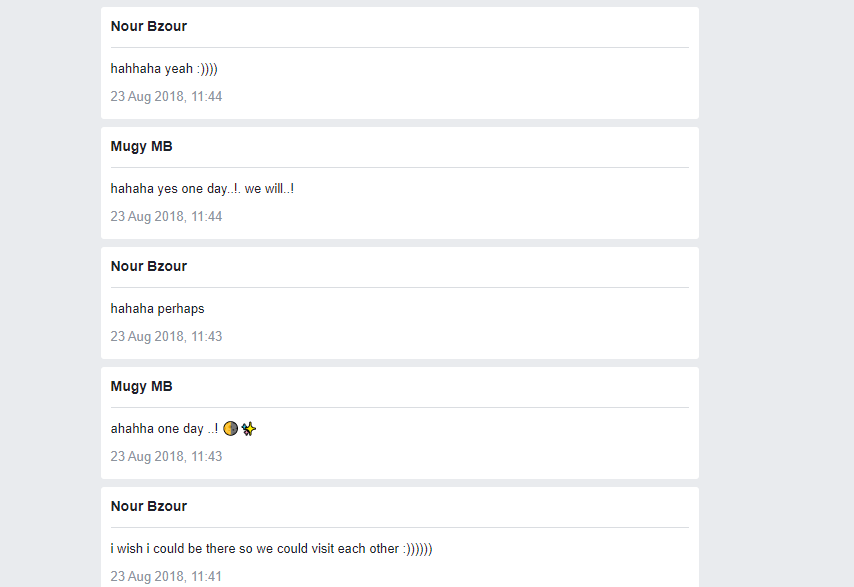 Nour Bzour
hahhaha yeah :))))
23 Aug 2018, 11:44
Mugy MB
hahaha yes one day..!. we will..!
23 Aug 2018, 11:44
Nour Bzour
hahaha perhaps
23 Aug 2018, 11:43
Mugy MB
ahahha one day ..! 🌗✨
23 Aug 2018, 11:43
Nour Bzour
i wish i could be there so we could visit each other :))))))
23 Aug 2018, 11:41